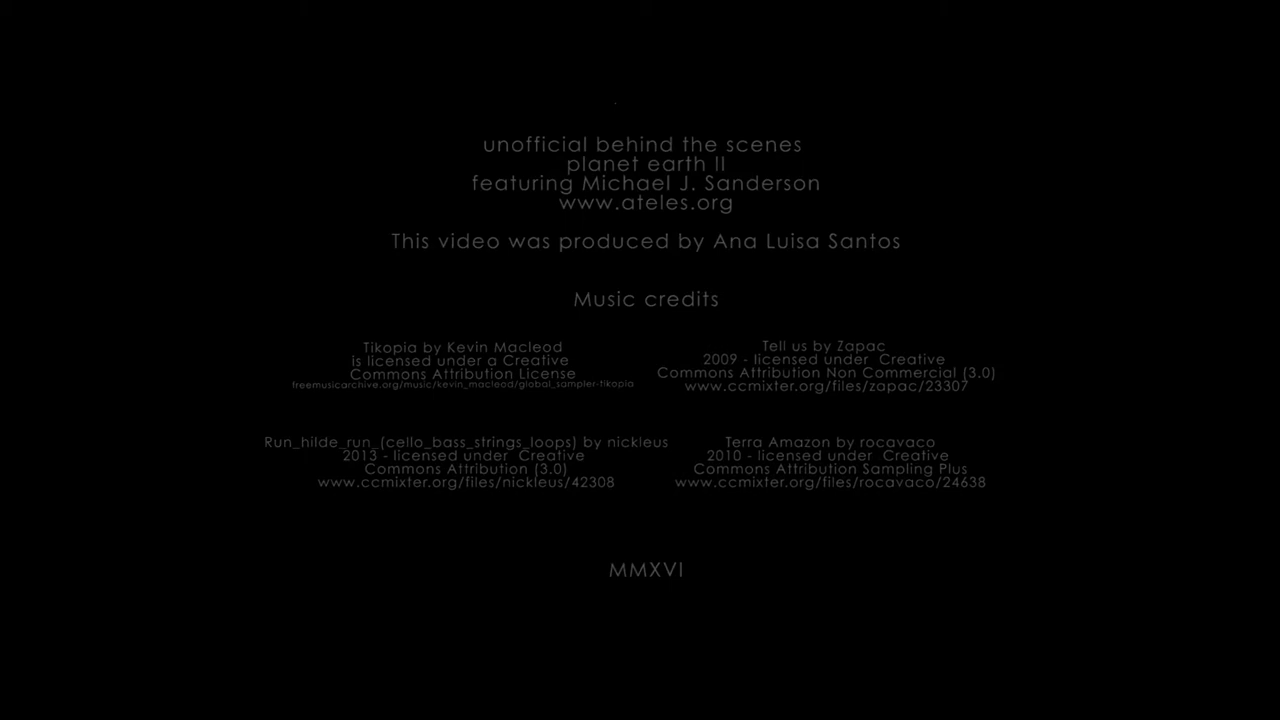 unofficial behind the scenes
planet earth II
featuring Michael J. Sanderson
www.ateles.org
This video was produced by Ana Luisa Santos
Music credits
Tikopia by Kevin Macleod
is licensed under a Creative
Commons Attribution License
freemusicarchive.org/music/kevin_macleod/global_sampler-tikopia
Tell us by Zapac
2009 - licensed under Creative
Commons Attribution Non Commercial (3.0)
www.ccmixter.org/files/zapac/23307
Run_hilde_run_(cello_bass_strings_loops) by nickleus
2013 - licensed under Creative
Commons Attribution (3.0)
www.ccmixter.org/files/nickleus/42308
Terra Amazon by rocavaco
2010 - licensed under Creative
Commons Attribution Sampling Plus
www.ccmixter.org/files/rocavaco/24638
MMXVI